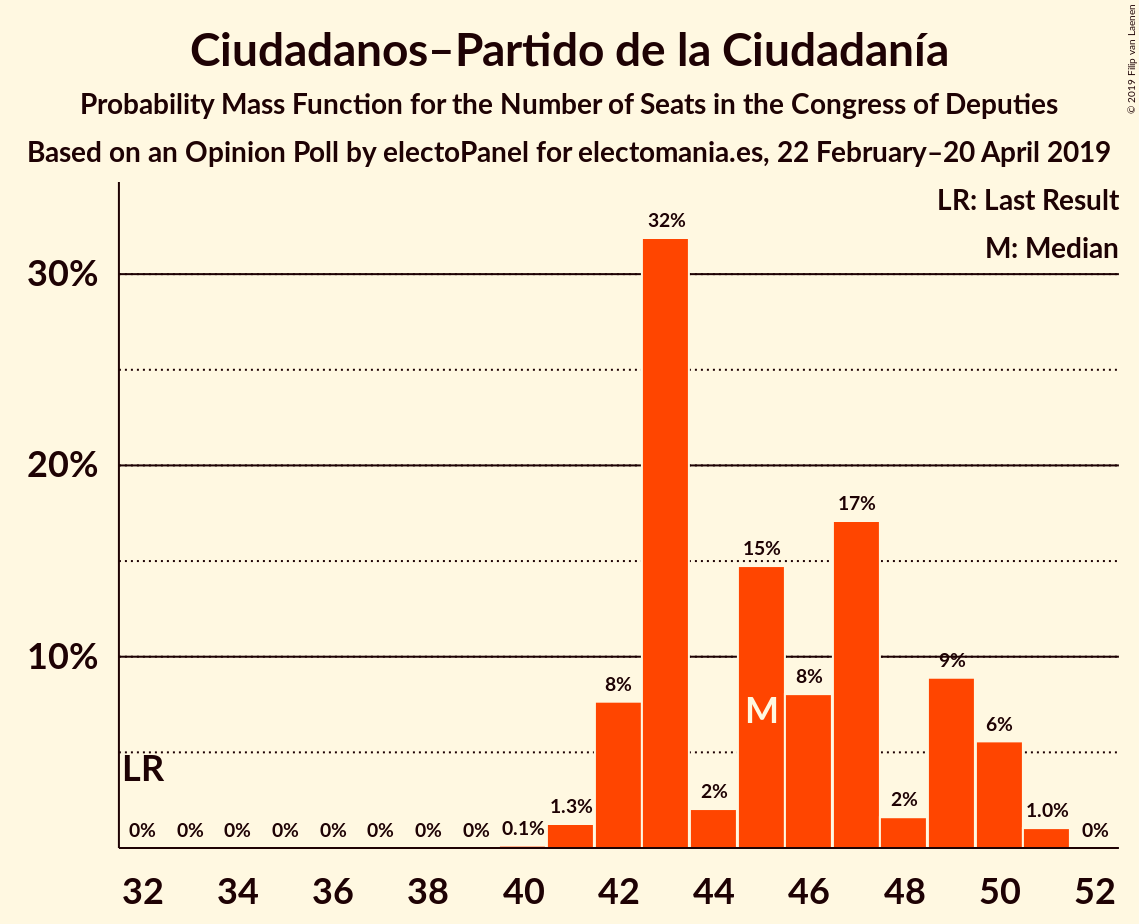 Ciudadanos–Partido de la Ciudadanía
Probability Mass Function for the Number of Seats in the Congress of Deputies
Based on an Opinion Poll by electoPanel for electomania.es, 22 February–20 April 2019
© 2019 Filip van Laenen
LR: Last Result
M: Median
30%
20%
10%
32%
17%
15%
9%
8%
8%
6%
2%
2%
1.3%
1.0%
0.1%
0% 0% 0% 0% 0% 0% 0% 0% 0%
LR
M
32 34 36 38 40 42 44 46 48 50 52